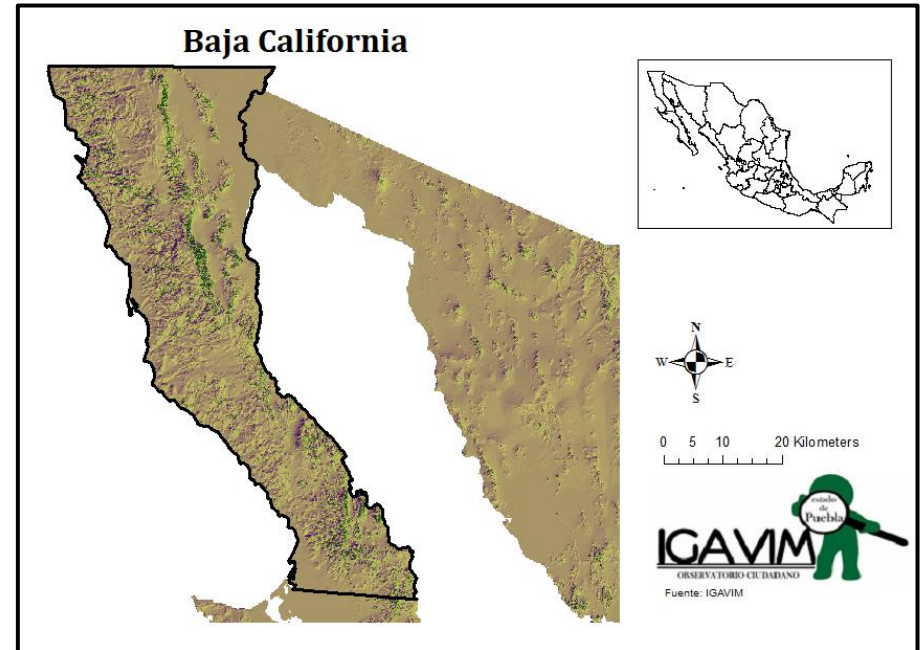 Baja California
N
W E
S
0 5 10 20 Kilometers
estado
de
Puebla
IGAVIM
OBSERVATORIO CIUDADANO
Fuente: IGAVIM